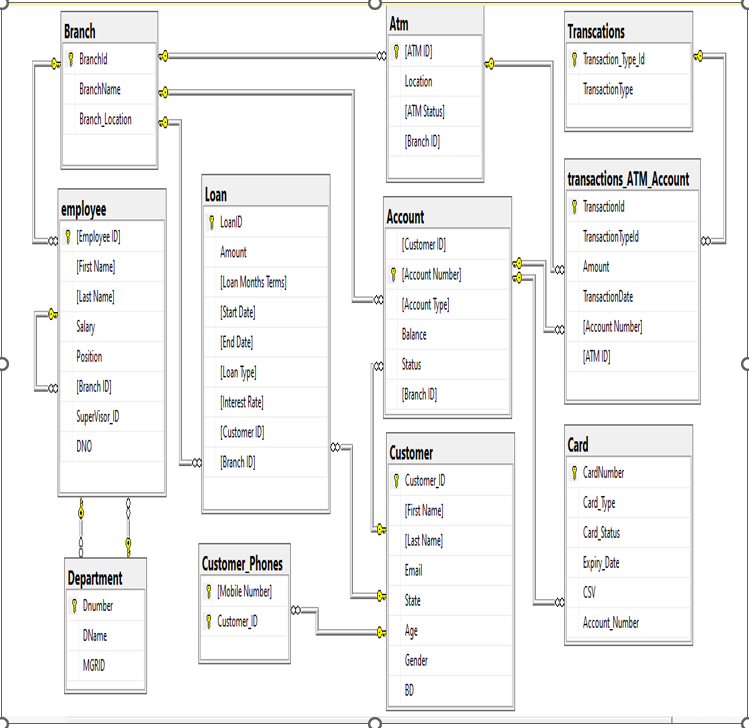 Branch
BranchId
BranchName
Branch_Location
employee
[Employee ID]
[First Name]
[Last Name]
Salary
Position
[Branch ID]
SuperVisor_ID
DNO
Department
Dnumber
DName
MGRID
Loan
LoanID
Amount
[Loan Months Terms]
[Start Date]
[End Date]
[Loan Type]
[Interest Rate]
[Customer ID]
[Branch ID]
Customer_Phones
[Mobile Number]
Customer_ID
Atm
[ATM ID]
Location
[ATM Status]
[Branch ID]
Account
[Customer ID]
[Account Number]
[Account Type]
Balance
Status
[Branch ID]
Customer
Customer_ID
[First Name]
[Last Name]
Email
State
Age
Gender
BD
Transcations
Transaction_Type_Id
TransactionType
transactions_ATM_Account
TransactionId
TransactionTypeId
Amount
TransactionDate
[Account Number]
[ATM ID]
Card
CardNumber
Card_Type
Card_Status
Expiry_Date
CSV
Account_Number